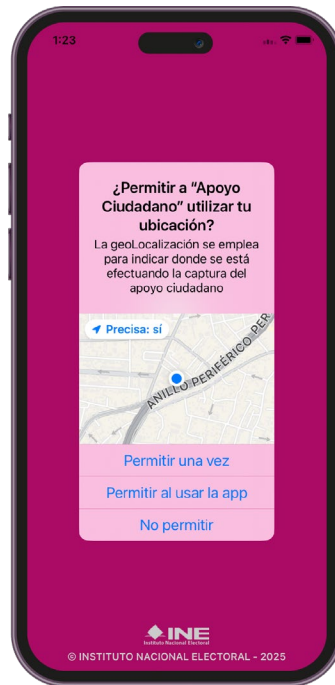 1:23
¿Permitir a “Apoyo
Ciudadano” utilizar tu
ubicación?
La geoLocalización se emplea
para indicar donde se está
efectuando la captura del
apoyo ciudadano
Precisa: sí
ANILLO PERIFÉRICO PER
Permitir una vez
Permitir al usar la app
No permitir
INE
Instituto Nacional Electoral
© INSTITUTO NACIONAL ELECTORAL - 2025